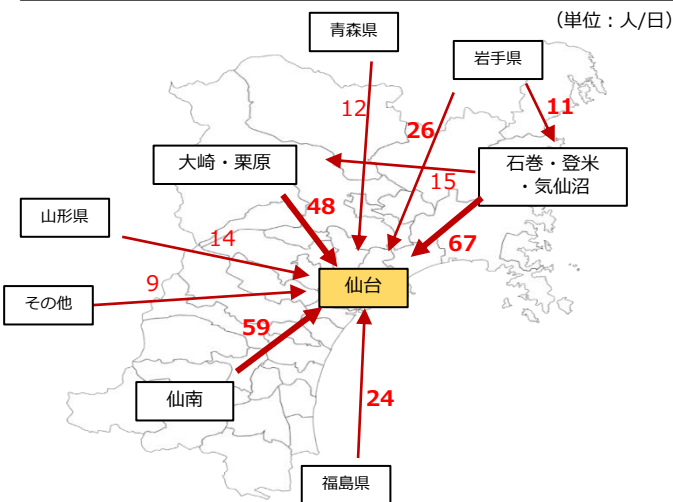 （単位：人/日）
青森県
岩手県
12
26
11
大崎・栗原
15
石巻・登米
・気仙沼
山形県
48
14
67
9
仙台
その他
59
仙南
24
福島県